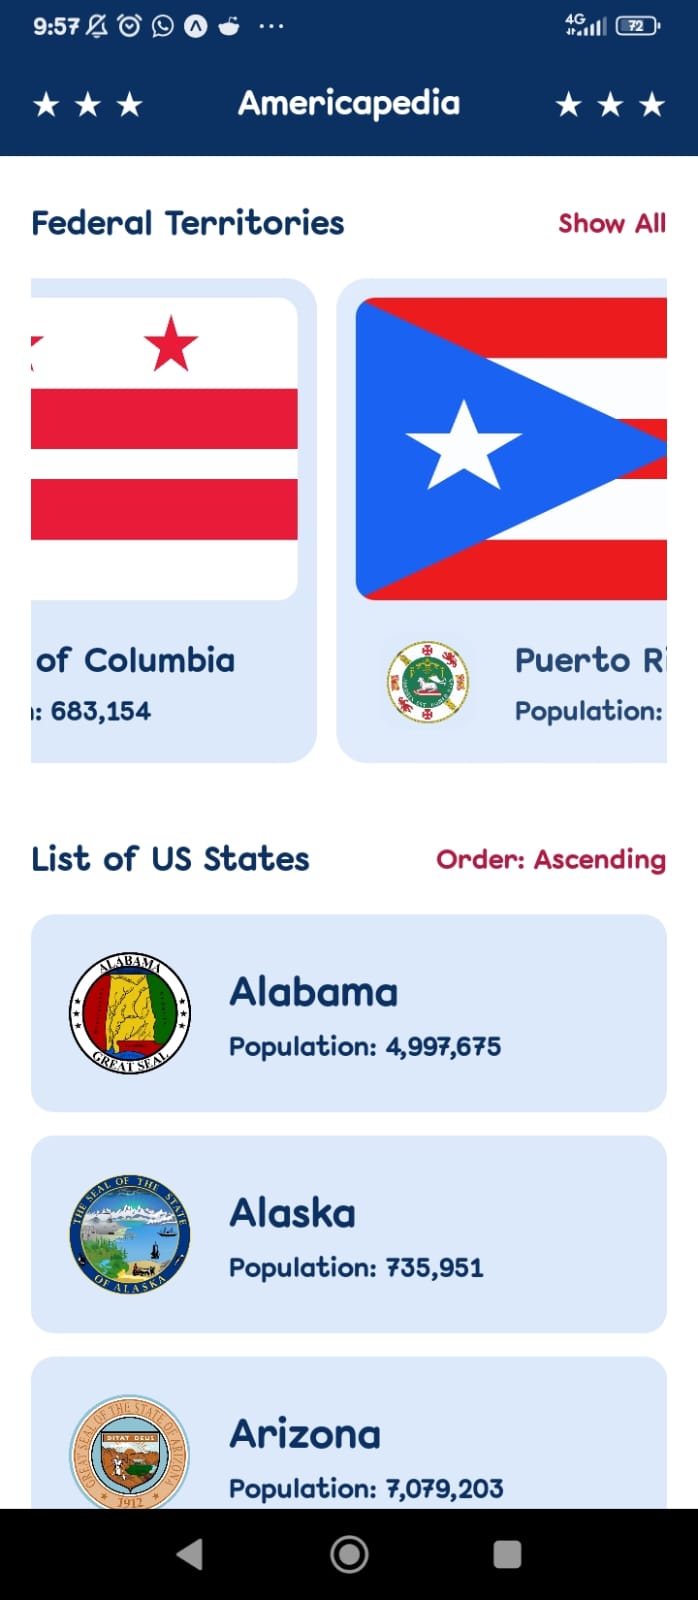 9:57
4G
72
Americapedia
Federal Territories
Show All
of Columbia
: 683,154
Puerto R
Population:
List of US States
Order: Ascending
ALABAMA
GREAT SEAL
Alabama
Population: 4,997,675
THE SEAL OF THE STATE
OF ALASKA
Alaska
Population: 735,951
GREAT SEAL OF THE STATE OF ARIZONA
DITAT DEUS
1912
Arizona
Population: 7,079,203